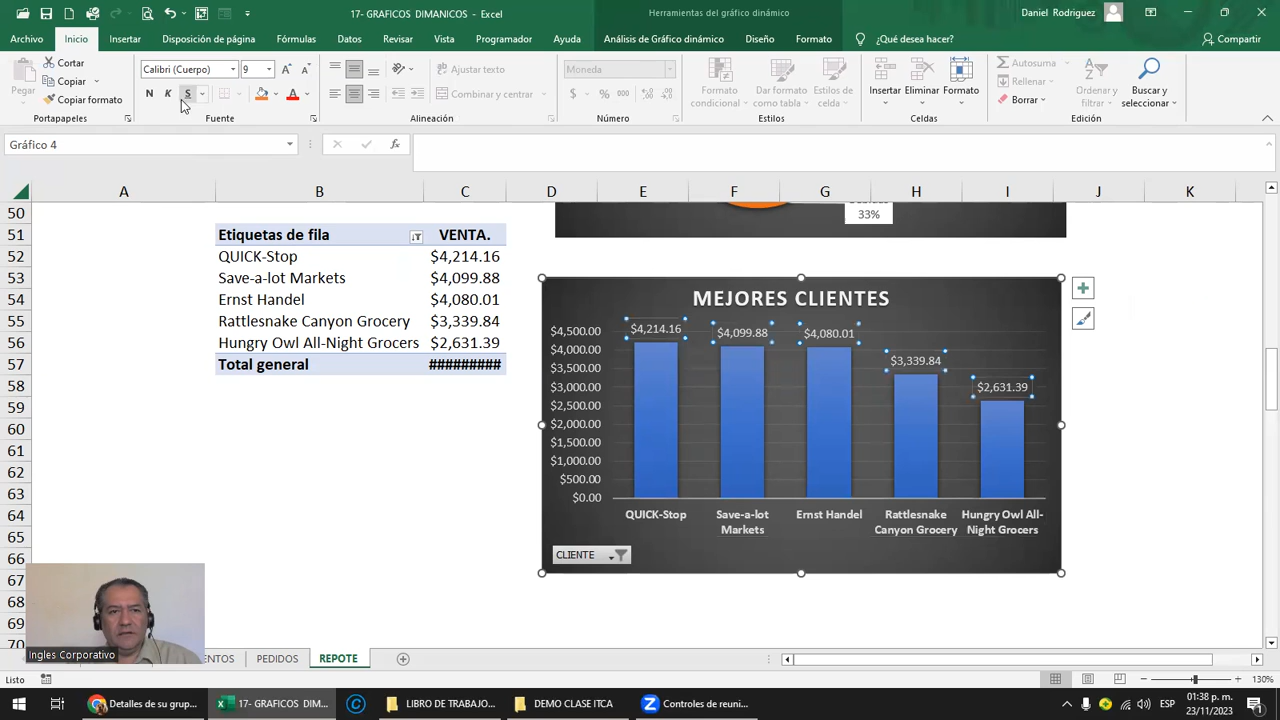 17- GRAFICOS DIMANICOS - Excel
Herramientas del gráfico dinámico
Daniel Rodriguez
Archivo
Inicio
Insertar
Disposición de página
Fórmulas
Datos
Revisar
Vista
Programador
Ayuda
Análisis de Gráfico dinámico
Diseño
Formato
¿Qué desea hacer?
Compartir
Pegar
Cortar
Copiar
Copiar formato
Portapapeles
Calibri (Cuerpo)
9
N K S
Fuente
Ajustar texto
Combinar y centrar
Alineación
Moneda
$ % 000
Número
Formato condicional
Dar formato como tabla
Estilos de celda
Estilos
Insertar
Eliminar
Formato
Celdas
Autosuma
Rellenar
Borrar
Ordenar y filtrar
Buscar y seleccionar
Edición
Gráfico 4
A B C D E F G H I J K
50
51 Etiquetas de fila VENTA.
52 QUICK-Stop $4,214.16
53 Save-a-lot Markets $4,099.88
54 Ernst Handel $4,080.01
55 Rattlesnake Canyon Grocery $3,339.84
56 Hungry Owl All-Night Grocers $2,631.39
57 Total general #########
58
59
60
61
62
63
64
65
66
67
68
69
70
33%
MEJORES CLIENTES
$4,500.00
$4,000.00
$3,500.00
$3,000.00
$2,500.00
$2,000.00
$1,500.00
$1,000.00
$500.00
$0.00
$4,214.16
$4,099.88
$4,080.01
$3,339.84
$2,631.39
QUICK-Stop
Save-a-lot Markets
Ernst Handel
Rattlesnake Canyon Grocery
Hungry Owl All-Night Grocers
CLIENTE
Ingles Corporativo
PEDIDOS
REPOTE
Listo
130%
Detalles de su grup...
17- GRAFICOS DIM...
LIBRO DE TRABAJO...
DEMO CLASE ITCA
Controles de reuni...
ESP
01:38 p. m.
23/11/2023